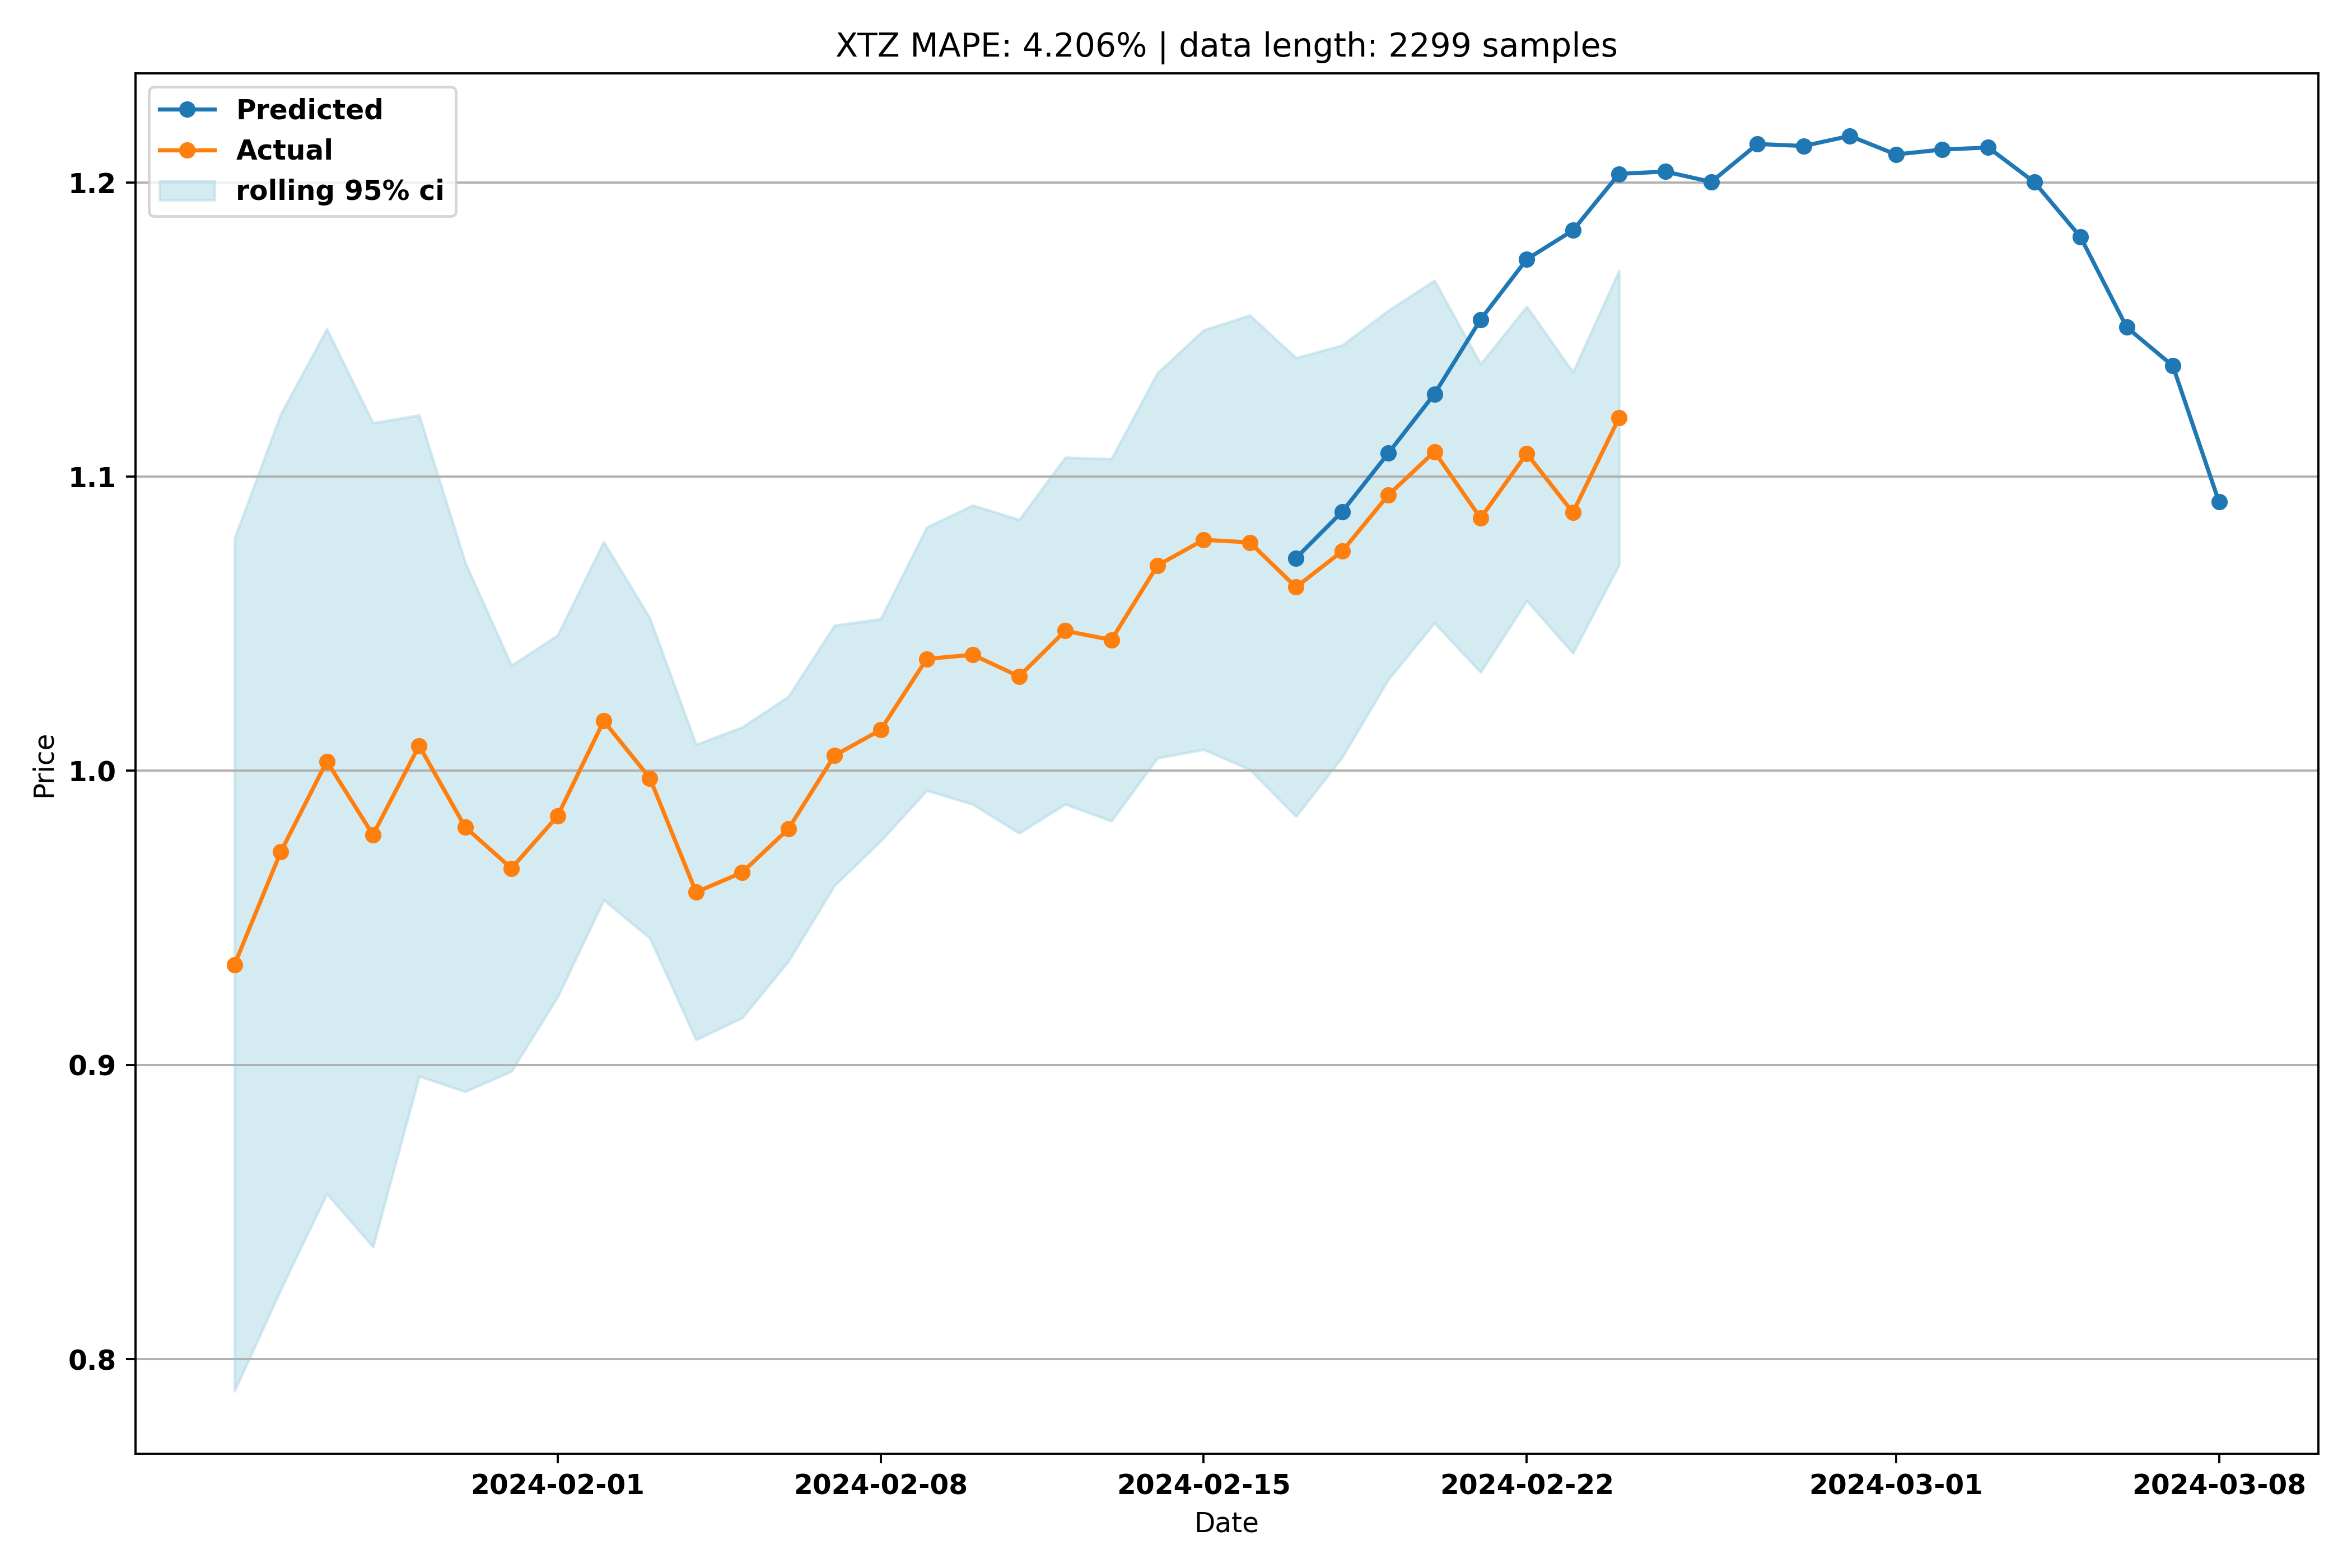 XTZ MAPE: 4.206% | data length: 2299 samples
Predicted
Actual
rolling 95% ci
1.2
1.1
1.0
0.9
0.8
Price
2024-02-01 2024-02-08 2024-02-15 2024-02-22 2024-03-01 2024-03-08
Date